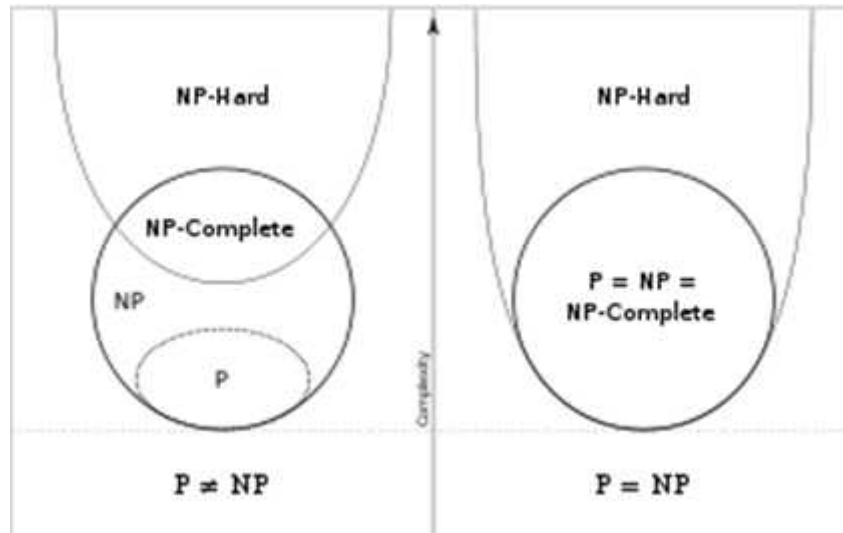 NP-Hard
NP-Complete
NP
P
P ≠ NP
Complexity
NP-Hard
P = NP =
NP-Complete
P = NP